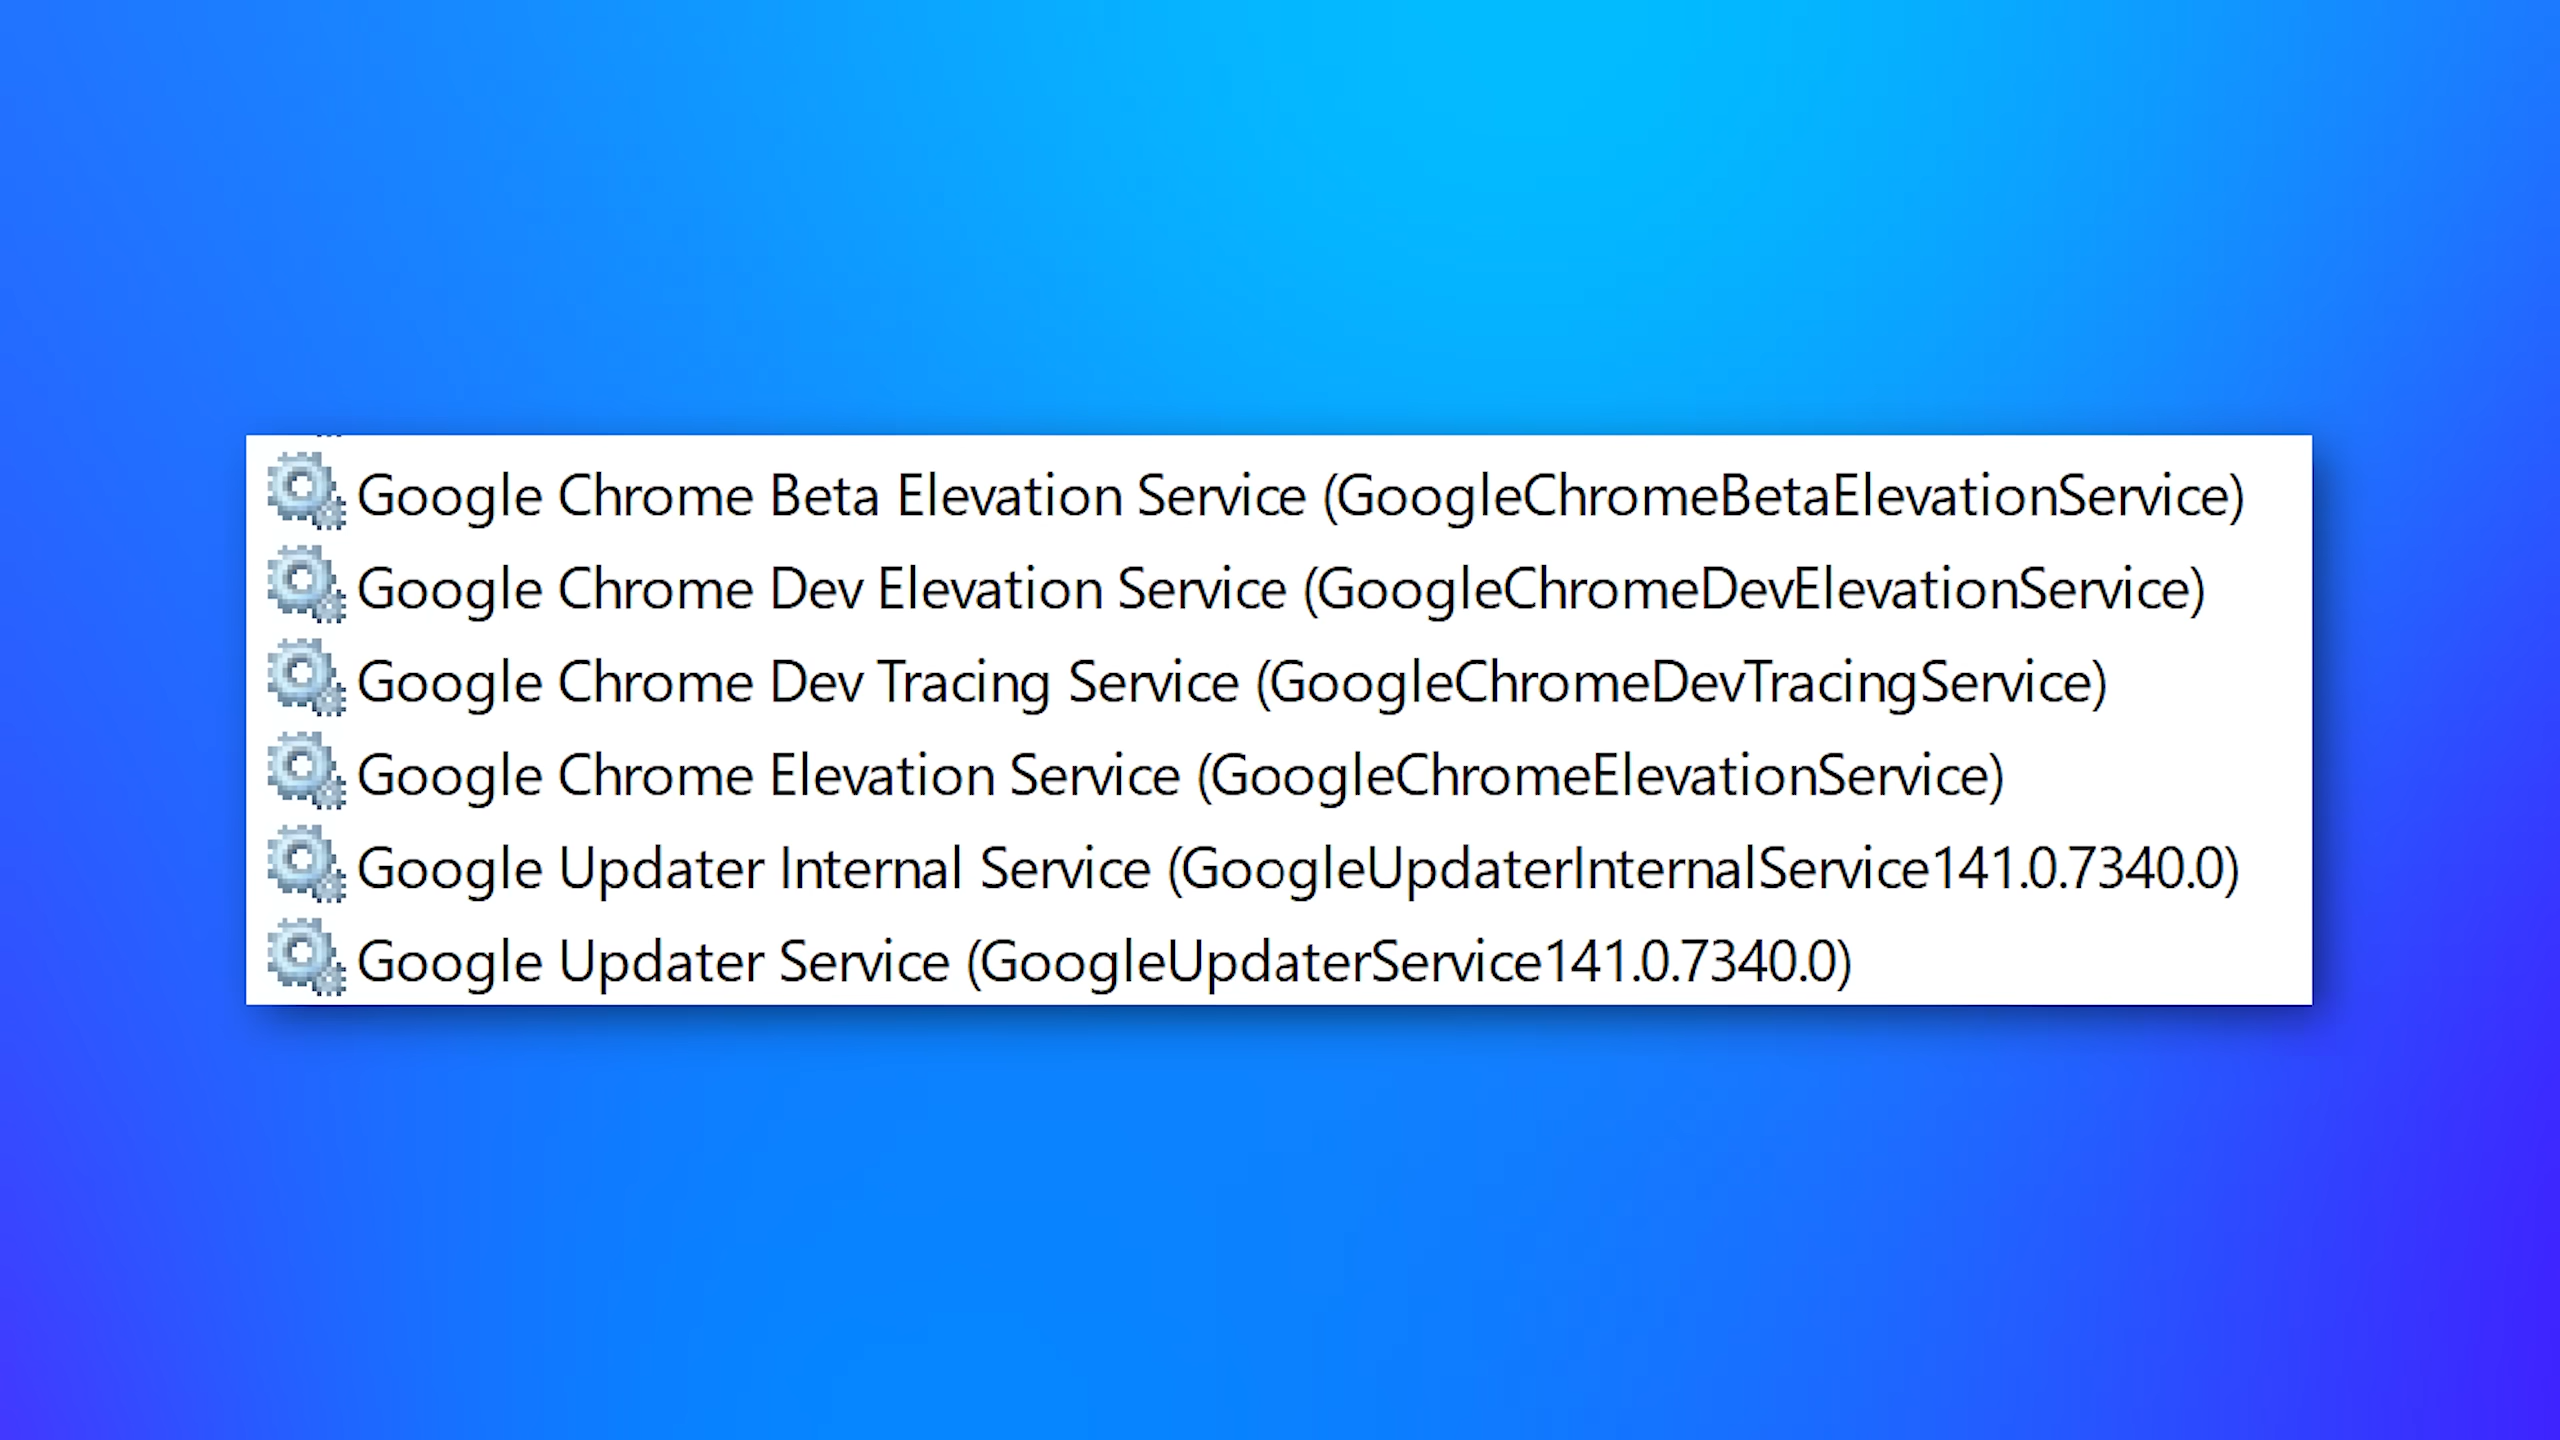 Google Chrome Beta Elevation Service (GoogleChromeBetaElevationService)
Google Chrome Dev Elevation Service (GoogleChromeDevElevationService)
Google Chrome Dev Tracing Service (GoogleChromeDevTracingService)
Google Chrome Elevation Service (GoogleChromeElevationService)
Google Updater Internal Service (GoogleUpdaterInternalService141.0.7340.0)
Google Updater Service (GoogleUpdaterService141.0.7340.0)